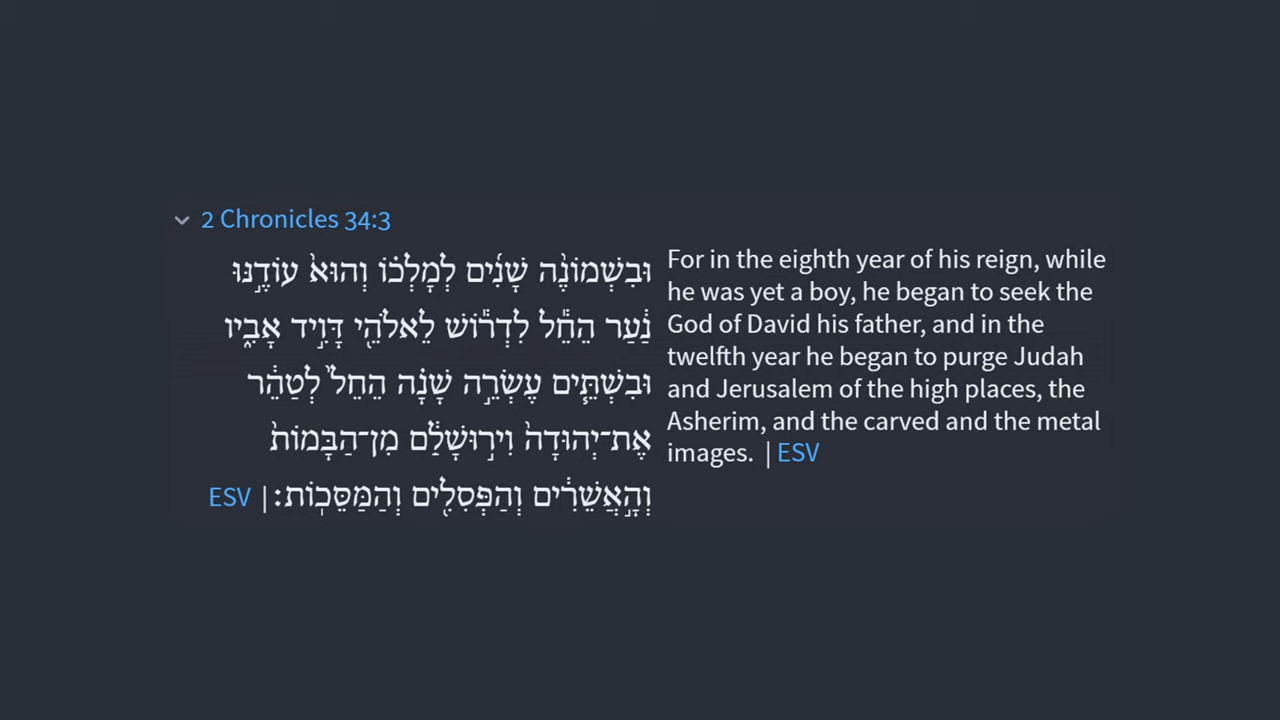 2 Chronicles 34:3
וּבִשְׁמוֹנֶ֨ה שָׁנִ֜ים לְמָלְכ֗וֹ וְהוּא֙ עוֹדֶ֣נּוּ
נַ֔עַר הֵחֵ֕ל לִדְר֕וֹשׁ לֵאלֹהֵ֖י דָּוִ֣יד אָבִ֑יו
וּבִשְׁתֵּ֧ים עֶשְׂרֵ֣ה שָׁנָ֗ה הֵחֵל֙ לְטַהֵ֔ר
אֶת־יְהוּדָה֙ וִיר֣וּשָׁלִַ֔ם מִן־הַבָּמוֹת֙
וְהָ֣אֲשֵׁרִ֔ים וְהַפְּסִלִ֖ים וְהַמַּסֵּכֽוֹת׃ | ESV
For in the eighth year of his reign, while
he was yet a boy, he began to seek the
God of David his father, and in the
twelfth year he began to purge Judah
and Jerusalem of the high places, the
Asherim, and the carved and the metal
images. | ESV